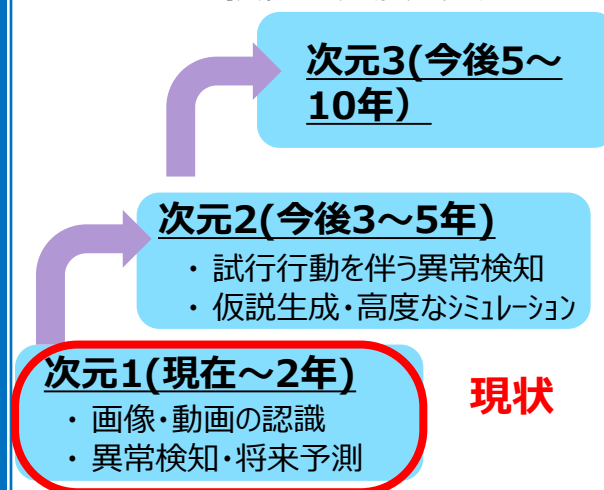 次元3(今後5～
10年）
次元2(今後3～5年)
・ 試行行動を伴う異常検知
・ 仮説生成・高度なｼﾐｭﾚｰｼｮﾝ
次元1(現在～2年)
現状
・ 画像・動画の認識
・ 異常検知・将来予測